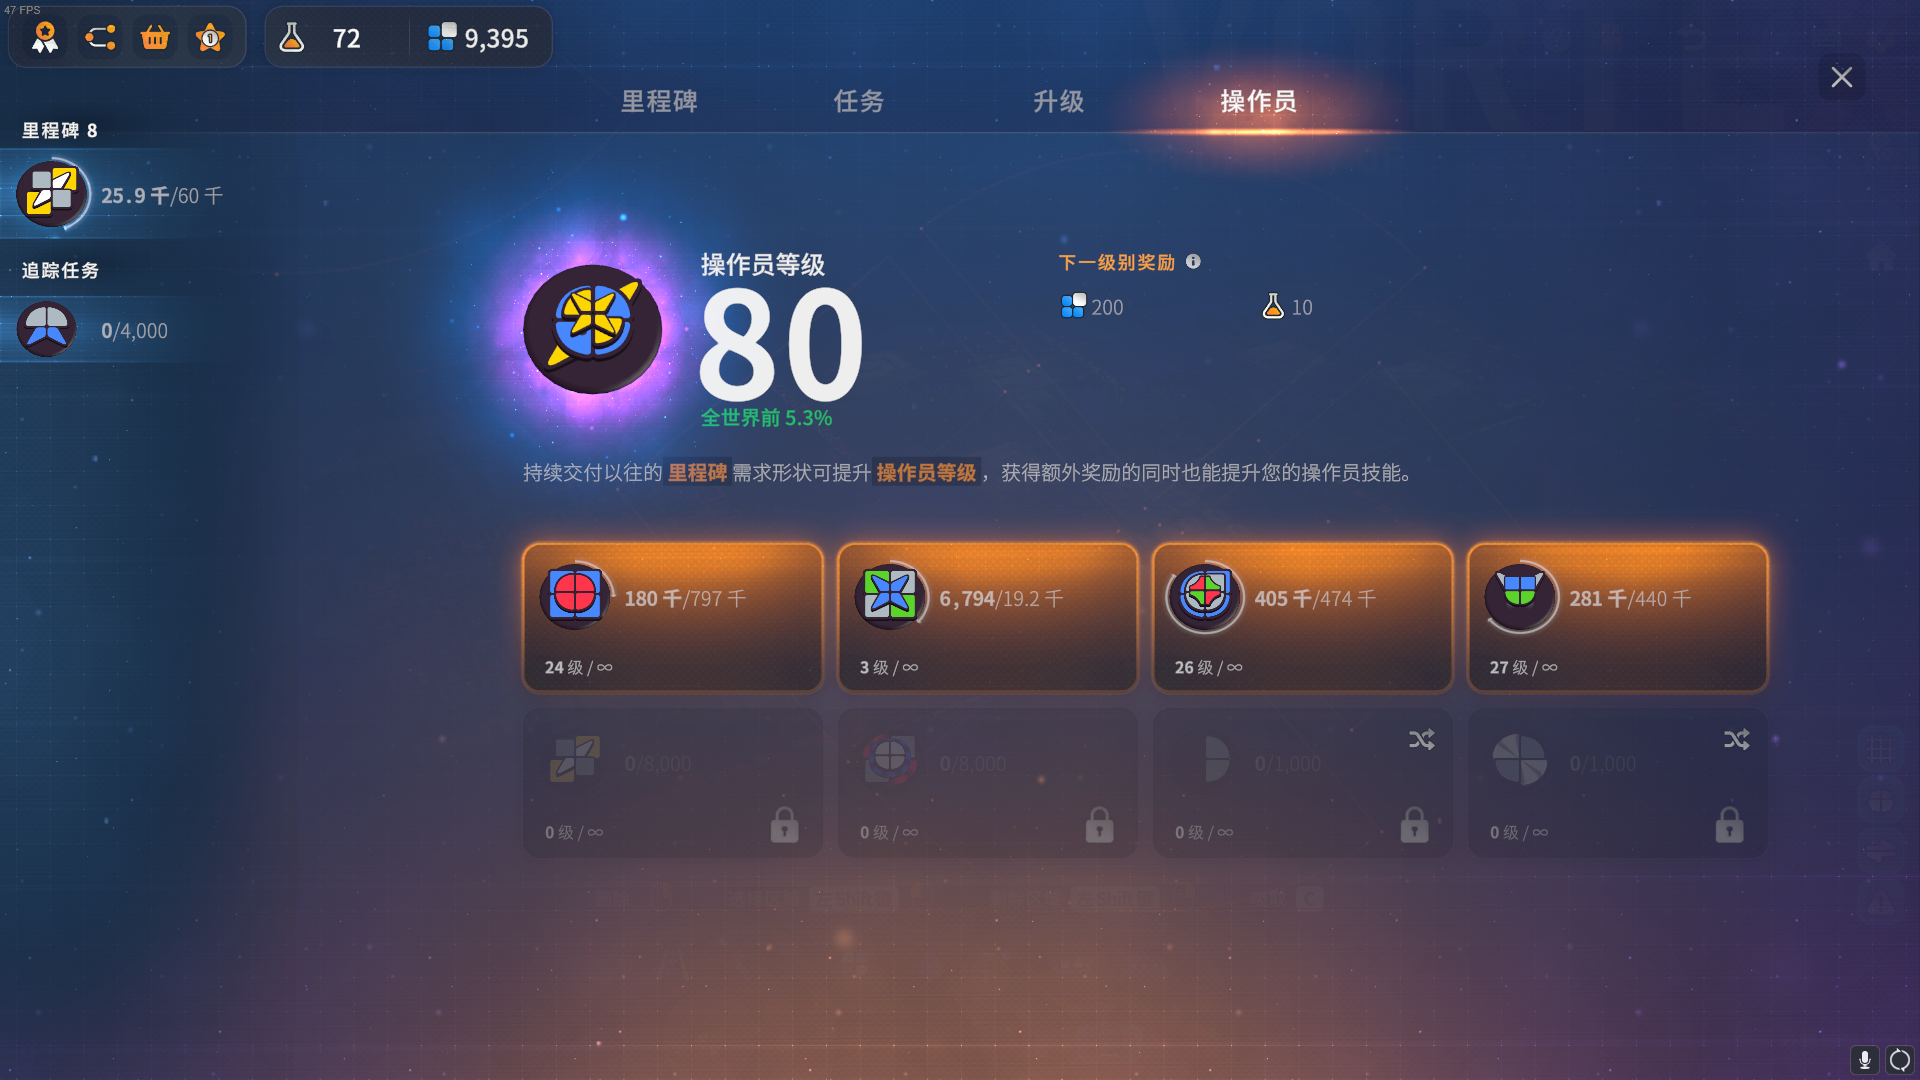 47 FPS
1
72
9,395
里程碑
任务
升级
操作员
里程碑 8
25.9 千/60 千
追踪任务
0/4,000
操作员等级
80
全世界前 5.3%
下一级别奖励
200
10
持续交付以往的 里程碑 需求形状可提升 操作员等级 ，获得额外奖励的同时也能提升您的操作员技能。
180 千/797 千
24 级 / ∞
6,794/19.2 千
3 级 / ∞
405 千/474 千
26 级 / ∞
281 千/440 千
27 级 / ∞
0/8,000
0 级 / ∞
0/8,000
0 级 / ∞
0/1,000
0 级 / ∞
0/1,000
0 级 / ∞